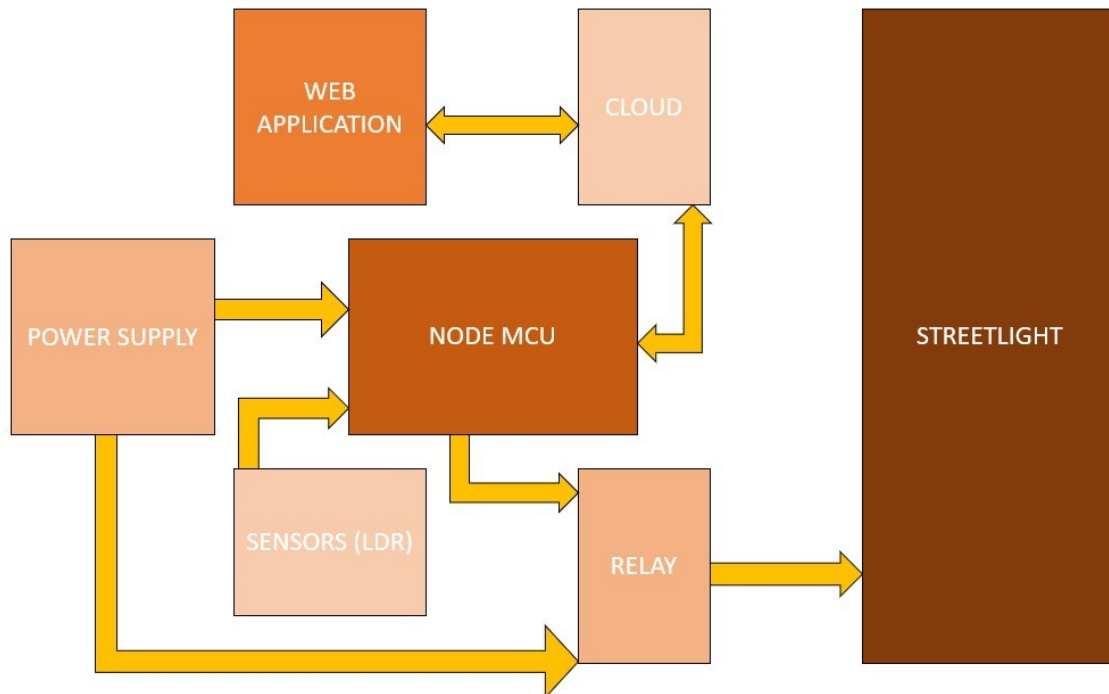 WEB
APPLICATION
CLOUD
POWER SUPPLY
NODE MCU
STREETLIGHT
SENSORS (LDR)
RELAY